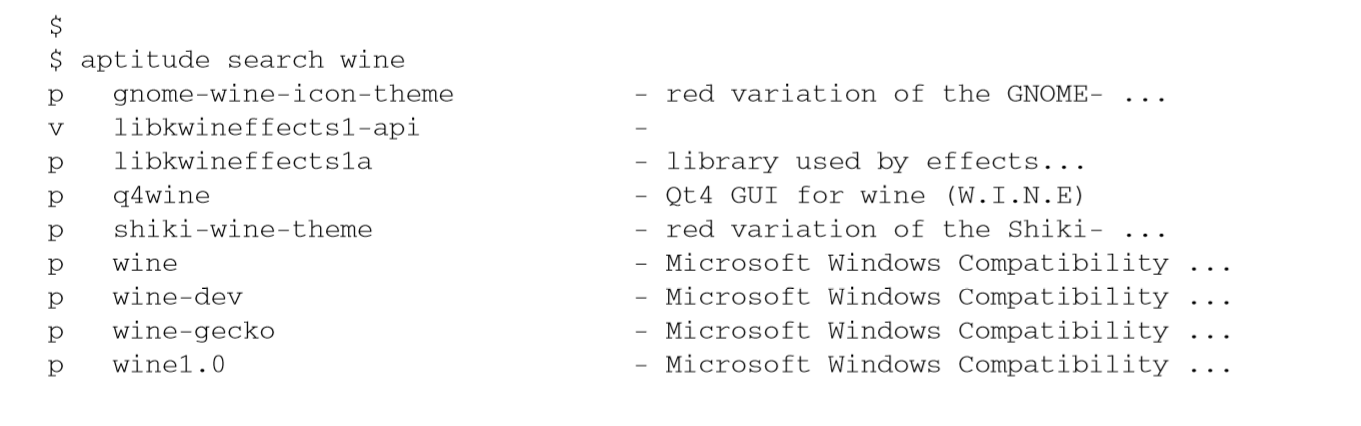 $
$ aptitude search wine
p   gnome-wine-icon-theme           - red variation of the GNOME- ...
v   libkwineffects1-api             -
p   libkwineffects1a                - library used by effects...
p   q4wine                          - Qt4 GUI for wine (W.I.N.E)
p   shiki-wine-theme                - red variation of the Shiki- ...
p   wine                            - Microsoft Windows Compatibility ...
p   wine-dev                        - Microsoft Windows Compatibility ...
p   wine-gecko                      - Microsoft Windows Compatibility ...
p   wine1.0                         - Microsoft Windows Compatibility ...